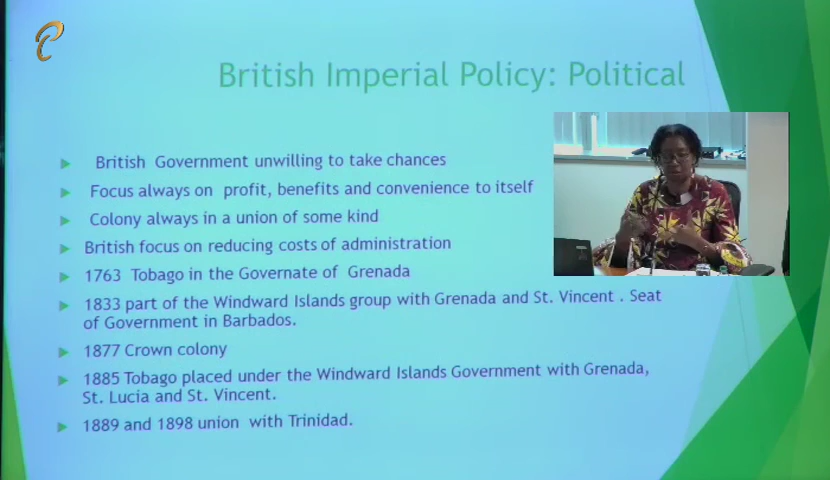 British Imperial Policy: Political
British Government unwilling to take chances
Focus always on profit, benefits and convenience to itself
Colony always in a union of some kind
British focus on reducing costs of administration
1763 Tobago in the Governate of Grenada
1833 part of the Windward Islands group with Grenada and St. Vincent . Seat
of Government in Barbados.
1877 Crown colony
1885 Tobago placed under the Windward Islands Government with Grenada,
St. Lucia and St. Vincent.
1889 and 1898 union with Trinidad.